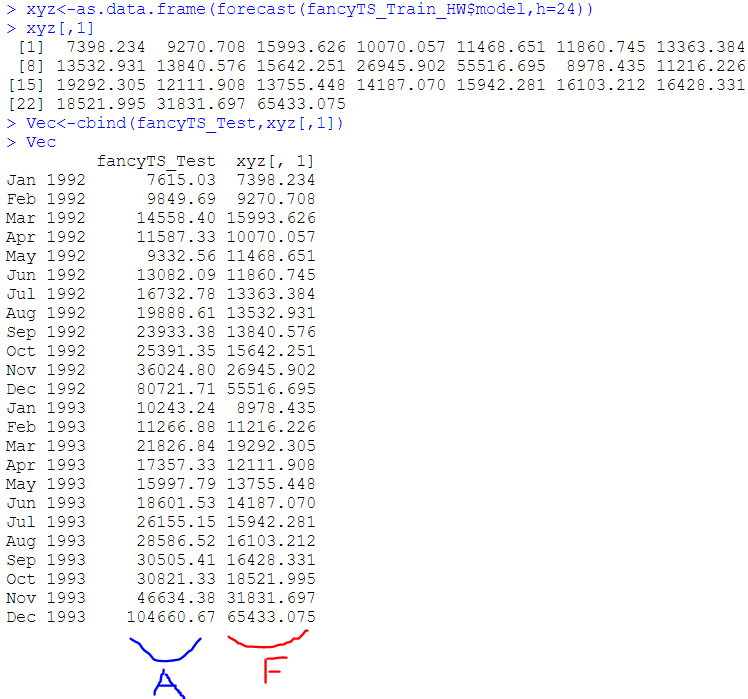 > xyz<-as.data.frame(forecast(fancyTS_Train_HW$model,h=24))
> xyz[,1]
[1] 7398.234 9270.708 15993.626 10070.057 11468.651 11860.745 13363.384
[8] 13532.931 13840.576 15642.251 26945.902 55516.695 8978.435 11216.226
[15] 19292.305 12111.908 13755.448 14187.070 15942.281 16103.212 16428.331
[22] 18521.995 31831.697 65433.075
> Vec<-cbind(fancyTS_Test,xyz[,1])
> Vec
fancyTS_Test xyz[, 1]
Jan 1992 7615.03 7398.234
Feb 1992 9849.69 9270.708
Mar 1992 14558.40 15993.626
Apr 1992 11587.33 10070.057
May 1992 9332.56 11468.651
Jun 1992 13082.09 11860.745
Jul 1992 16732.78 13363.384
Aug 1992 19888.61 13532.931
Sep 1992 23933.38 13840.576
Oct 1992 25391.35 15642.251
Nov 1992 36024.80 26945.902
Dec 1992 80721.71 55516.695
Jan 1993 10243.24 8978.435
Feb 1993 11266.88 11216.226
Mar 1993 21826.84 19292.305
Apr 1993 17357.33 12111.908
May 1993 15997.79 13755.448
Jun 1993 18601.53 14187.070
Jul 1993 26155.15 15942.281
Aug 1993 28586.52 16103.212
Sep 1993 30505.41 16428.331
Oct 1993 30821.33 18521.995
Nov 1993 46634.38 31831.697
Dec 1993 104660.67 65433.075
A F